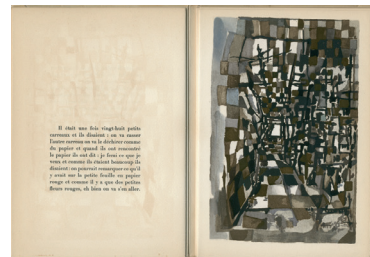 Il était une fois vingt-huit petits
carreaux et ils disaient : on va casser
l'autre carreau on va le déchirer comme
du papier et quand ils ont rencontré
le papier ils ont dit : je ferai ce que je
veux et comme ils étaient beaucoup ils
disaient : on pourrait remarquer ce qu'il
y avait sur la petite feuille en papier
rouge et comme il y a que des petites
fleurs rouges, eh bien on va s'en aller.